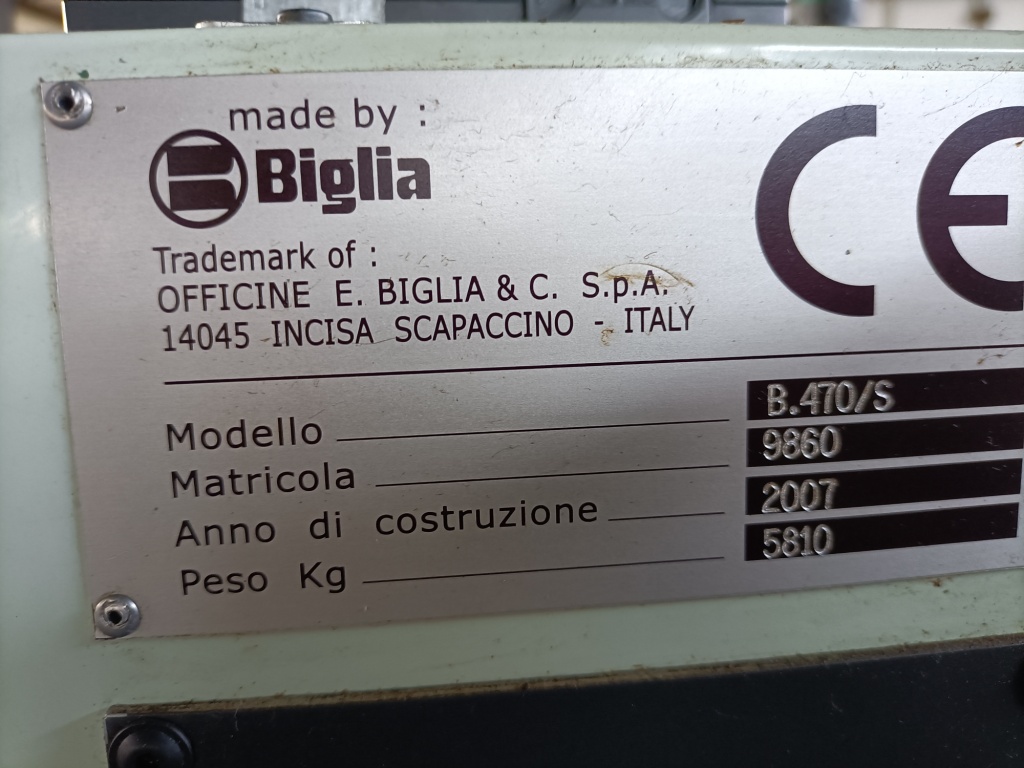 made by :
Biglia
CE
Trademark of :
OFFICINE E. BIGLIA & C. S.p.A.
14045 INCISA SCAPACCINO - ITALY
Modello B.470/S
Matricola 9860
Anno di costruzione 2007
Peso Kg 5810